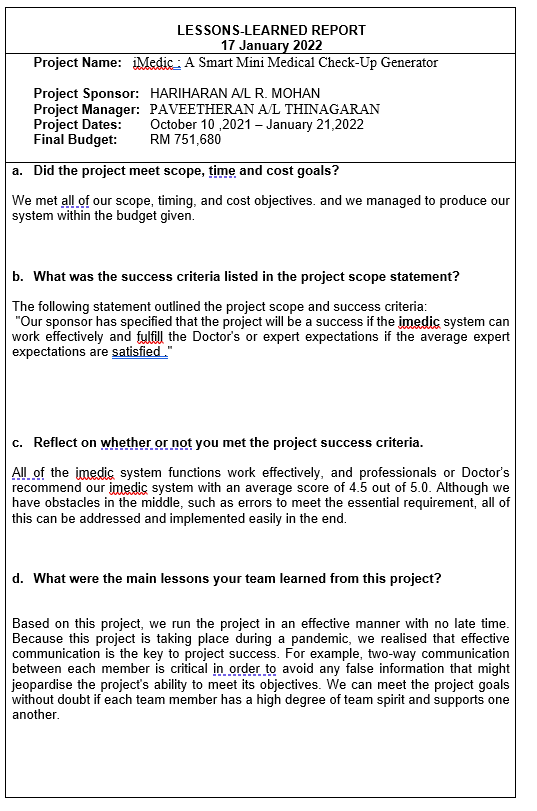 LESSONS-LEARNED REPORT
17 January 2022
Project Name: iMedic : A Smart Mini Medical Check-Up Generator
Project Sponsor: HARIHARAN A/L R. MOHAN
Project Manager: PAVEETHERAN A/L THINAGARAN
Project Dates: October 10 ,2021 – January 21,2022
Final Budget: RM 751,680
a. Did the project meet scope, time and cost goals?
We met all of our scope, timing, and cost objectives. and we managed to produce our
system within the budget given.
b. What was the success criteria listed in the project scope statement?
The following statement outlined the project scope and success criteria:
"Our sponsor has specified that the project will be a success if the imedic system can
work effectively and fulfill the Doctor's or expert expectations if the average expert
expectations are satisfied ."
c. Reflect on whether or not you met the project success criteria.
All of the imedic system functions work effectively, and professionals or Doctor's
recommend our imedic system with an average score of 4.5 out of 5.0. Although we
have obstacles in the middle, such as errors to meet the essential requirement, all of
this can be addressed and implemented easily in the end.
d. What were the main lessons your team learned from this project?
Based on this project, we run the project in an effective manner with no late time.
Because this project is taking place during a pandemic, we realised that effective
communication is the key to project success. For example, two-way communication
between each member is critical in order to avoid any false information that might
jeopardise the project's ability to meet its objectives. We can meet the project goals
without doubt if each team member has a high degree of team spirit and supports one
another.